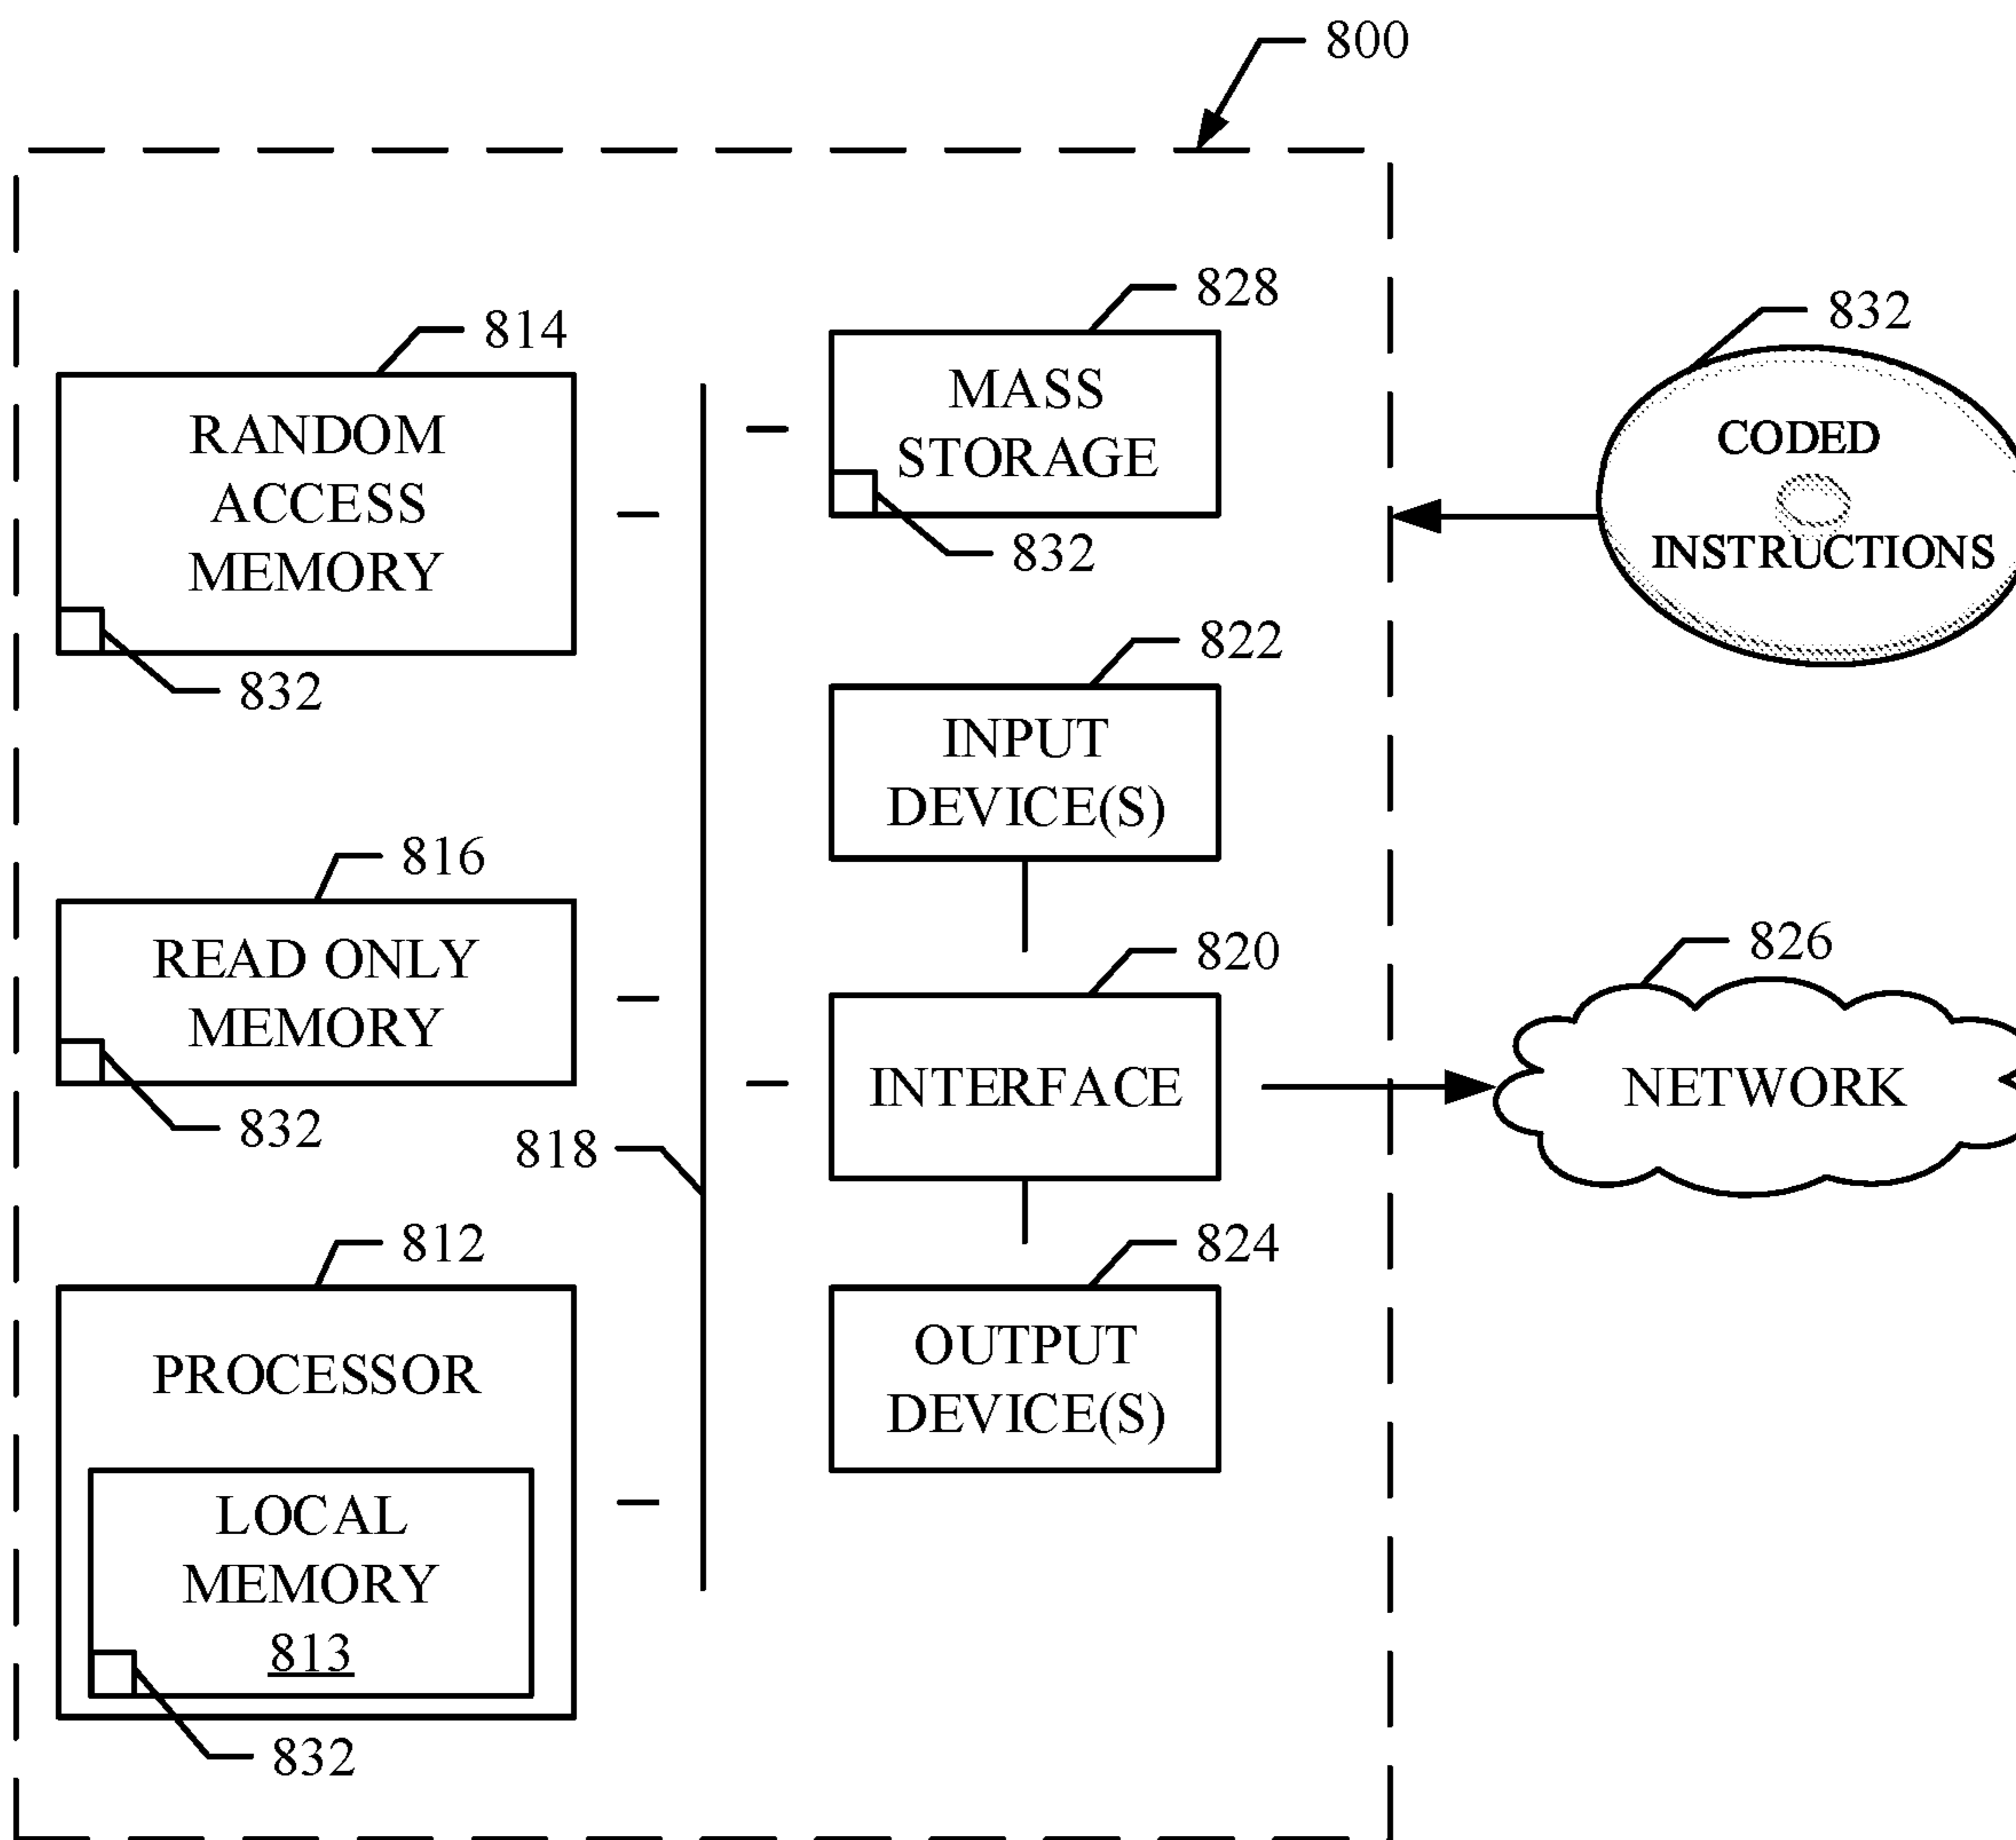 800
814
RANDOM
ACCESS
MEMORY
832
816
READ ONLY
MEMORY
832
818
812
PROCESSOR
LOCAL
MEMORY
813
832
828
MASS
STORAGE
832
822
INPUT
DEVICE(S)
820
INTERFACE
824
OUTPUT
DEVICE(S)
832
CODED
INSTRUCTIONS
826
NETWORK